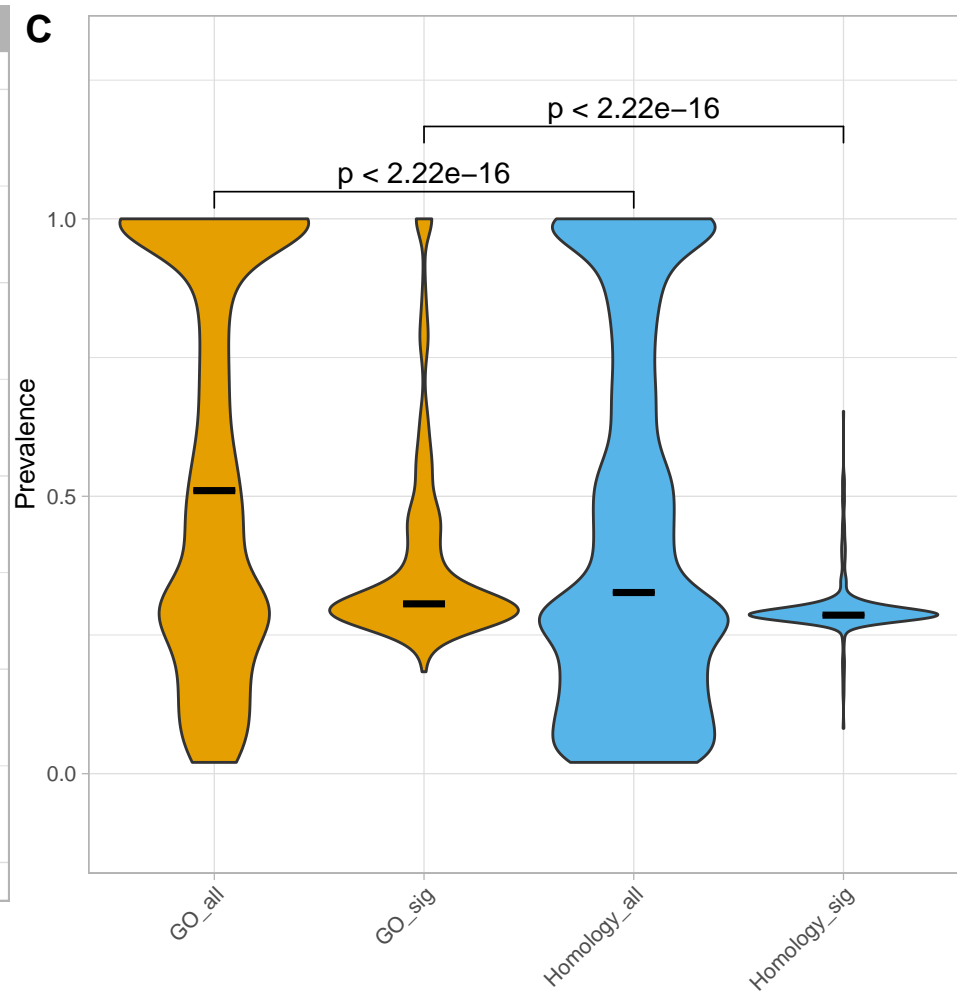 C
p < 2.22e−16
p < 2.22e−16
1.0
0.5
0.0
Prevalence
GO_all
GO_sig
Homology_all
Homology_sig